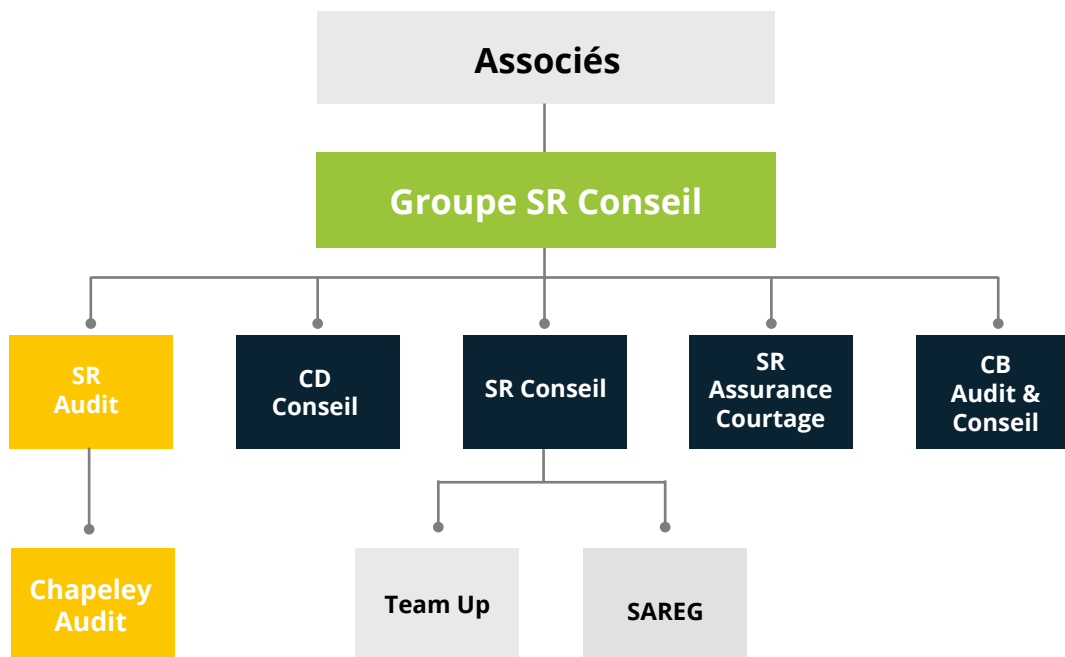 Associés
Groupe SR Conseil
SR
Audit
CD
Conseil
SR Conseil
SR
Assurance
Courtage
CB
Audit &
Conseil
Chapeley
Audit
Team Up
SAREG